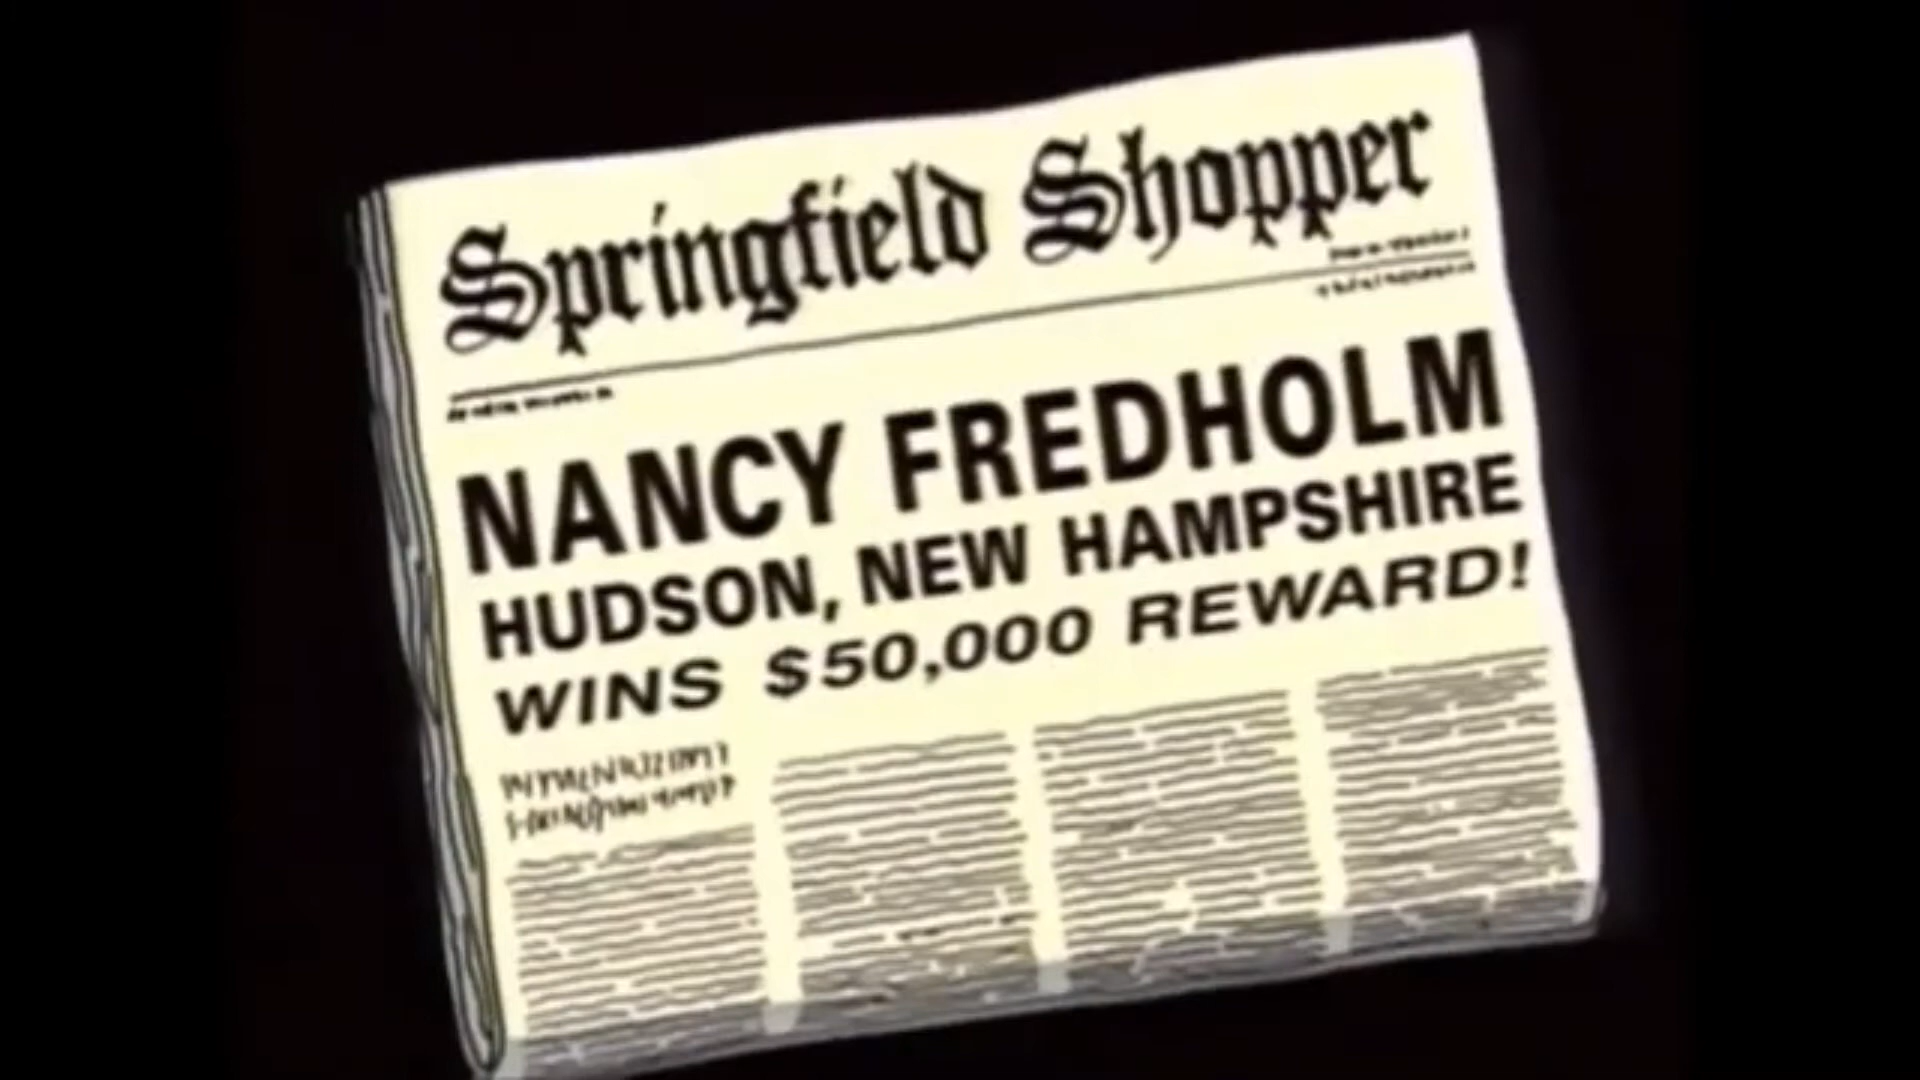 Springfield Shopper
NANCY FREDHOLM
HUDSON, NEW HAMPSHIRE
WINS $50,000 REWARD!